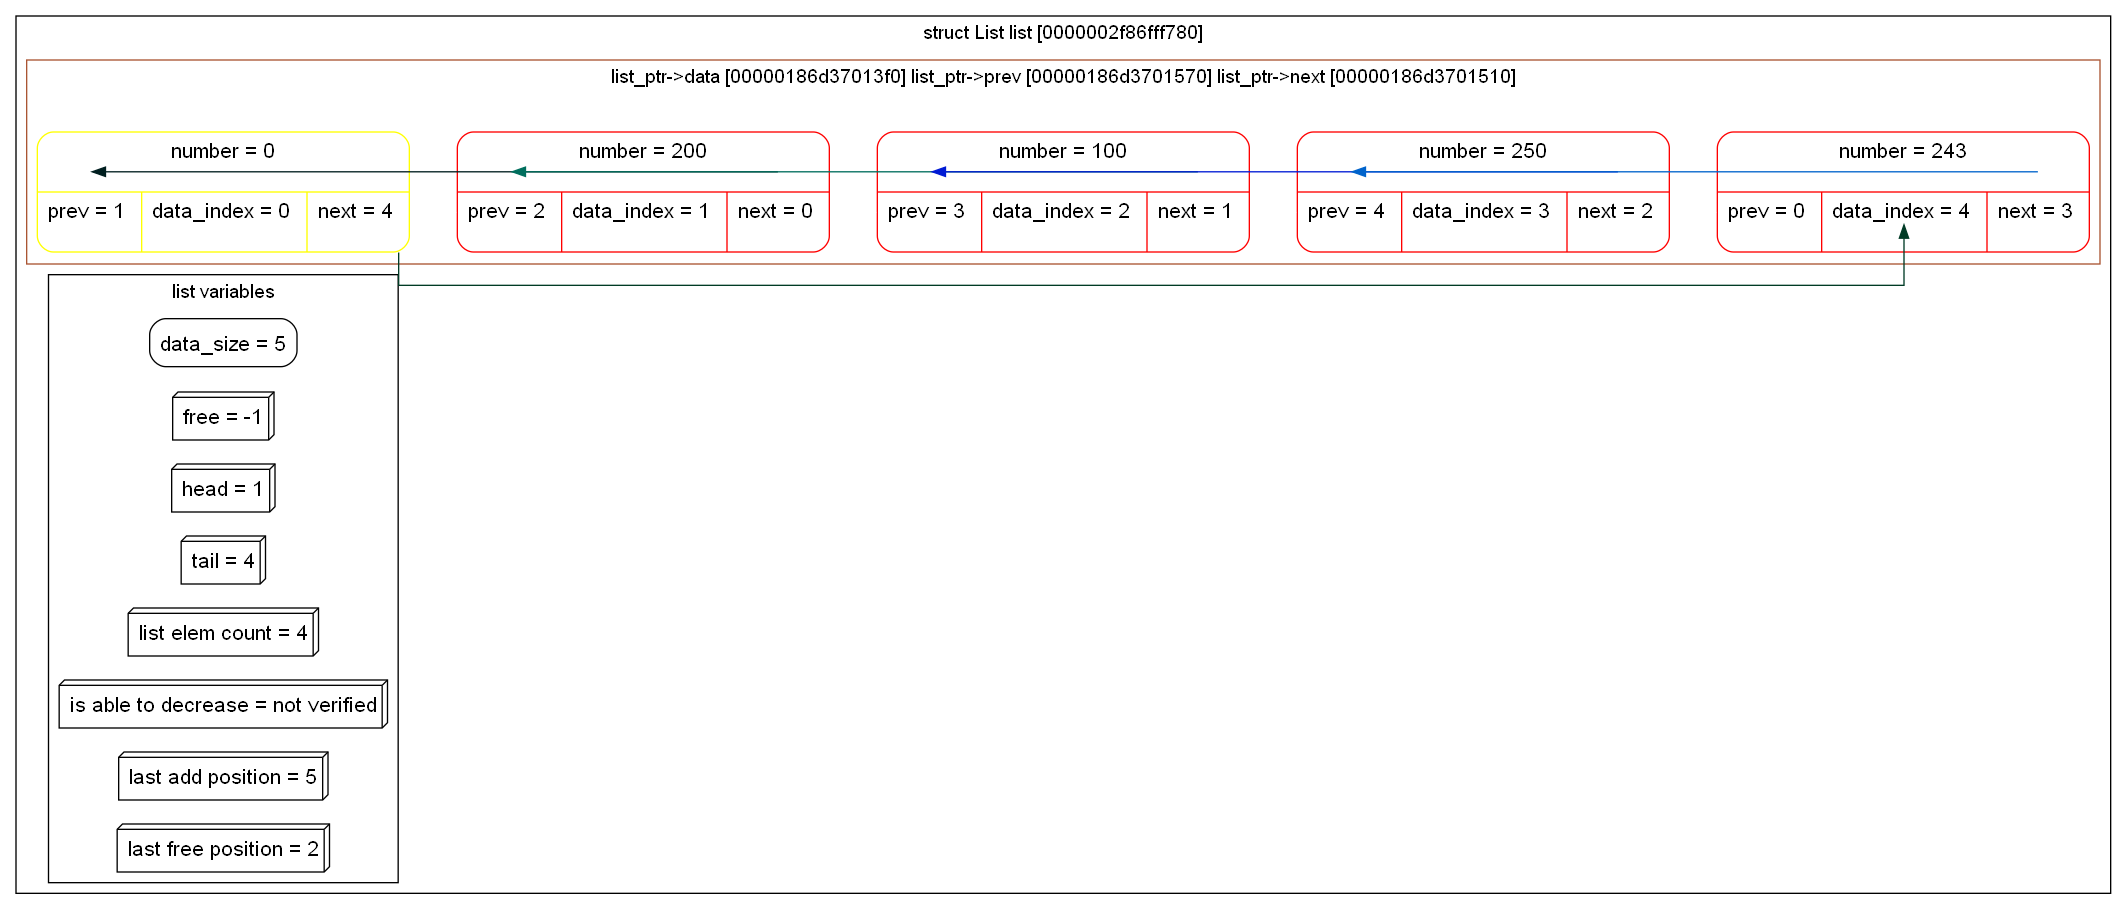 struct List list [0000002f86fff780]
list_ptr->data [00000186d37013f0] list_ptr->prev [00000186d3701570] list_ptr->next [00000186d3701510]
number = 0
prev = 1 data_index = 0 next = 4
number = 200
prev = 2 data_index = 1 next = 0
number = 100
prev = 3 data_index = 2 next = 1
number = 250
prev = 4 data_index = 3 next = 2
number = 243
prev = 0 data_index = 4 next = 3
list variables
data_size = 5
free = -1
head = 1
tail = 4
list elem count = 4
is able to decrease = not verified
last add position = 5
last free position = 2